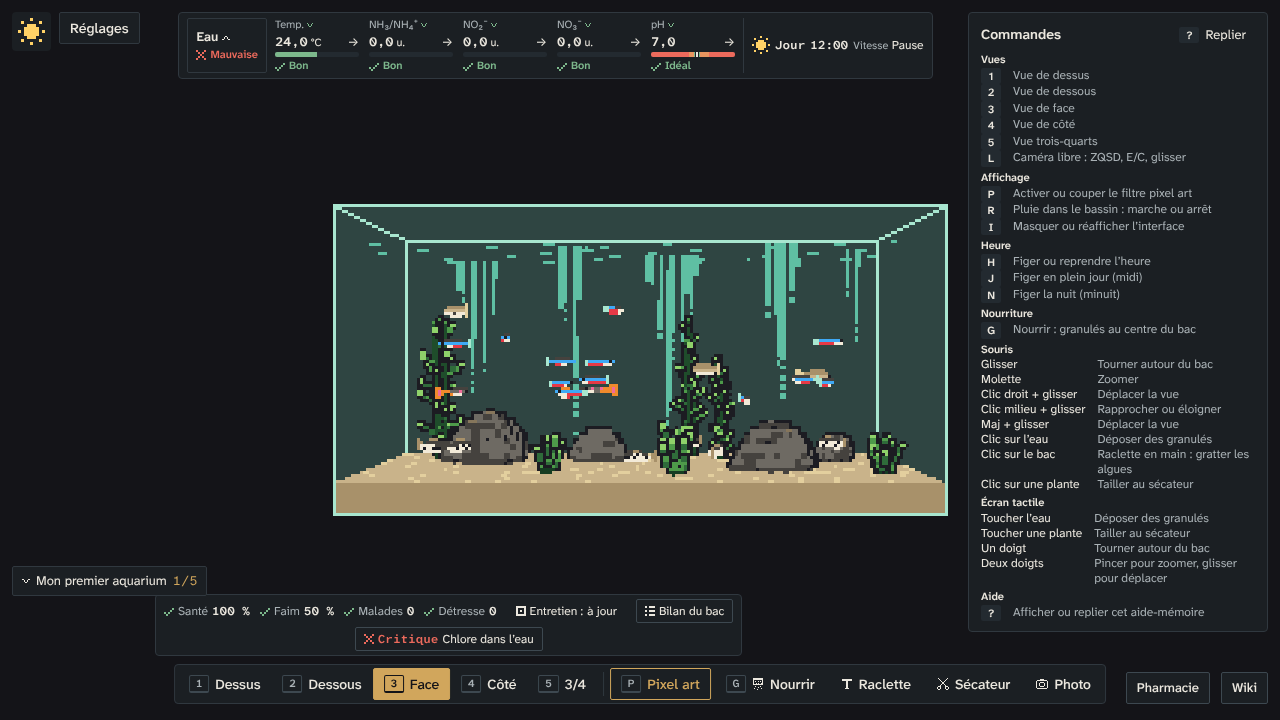 Réglages
Eau
Mauvaise
Temp.
24,0 °C
Bon
NH₃/NH₄⁺
0,0 u.
Bon
NO₂⁻
0,0 u.
Bon
NO₃⁻
0,0 u.
Bon
pH
7,0
Idéal
Jour 12:00 Vitesse Pause
Commandes
? Replier
Vues
1 Vue de dessus
2 Vue de dessous
3 Vue de face
4 Vue de côté
5 Vue trois-quarts
L Caméra libre : ZQSD, E/C, glisser
Affichage
P Activer ou couper le filtre pixel art
R Pluie dans le bassin : marche ou arrêt
I Masquer ou réafficher l'interface
Heure
H Figer ou reprendre l'heure
J Figer en plein jour (midi)
N Figer la nuit (minuit)
Nourriture
G Nourrir : granulés au centre du bac
Souris
Glisser Tourner autour du bac
Molette Zoomer
Clic droit + glisser Déplacer la vue
Clic milieu + glisser Rapprocher ou éloigner
Maj + glisser Déplacer la vue
Clic sur l'eau Déposer des granulés
Clic sur le bac Raclette en main : gratter les
algues
Clic sur une plante Tailler au sécateur
Écran tactile
Toucher l'eau Déposer des granulés
Toucher une plante Tailler au sécateur
Un doigt Tourner autour du bac
Deux doigts Pincer pour zoomer, glisser
pour déplacer
Aide
? Afficher ou replier cet aide-mémoire
Mon premier aquarium 1/5
Santé 100 % Faim 50 % Malades 0 Détresse 0 Entretien : à jour Bilan du bac
Critique Chlore dans l'eau
1 Dessus 2 Dessous 3 Face 4 Côté 5 3/4 P Pixel art G Nourrir Raclette Sécateur Photo
Pharmacie Wiki